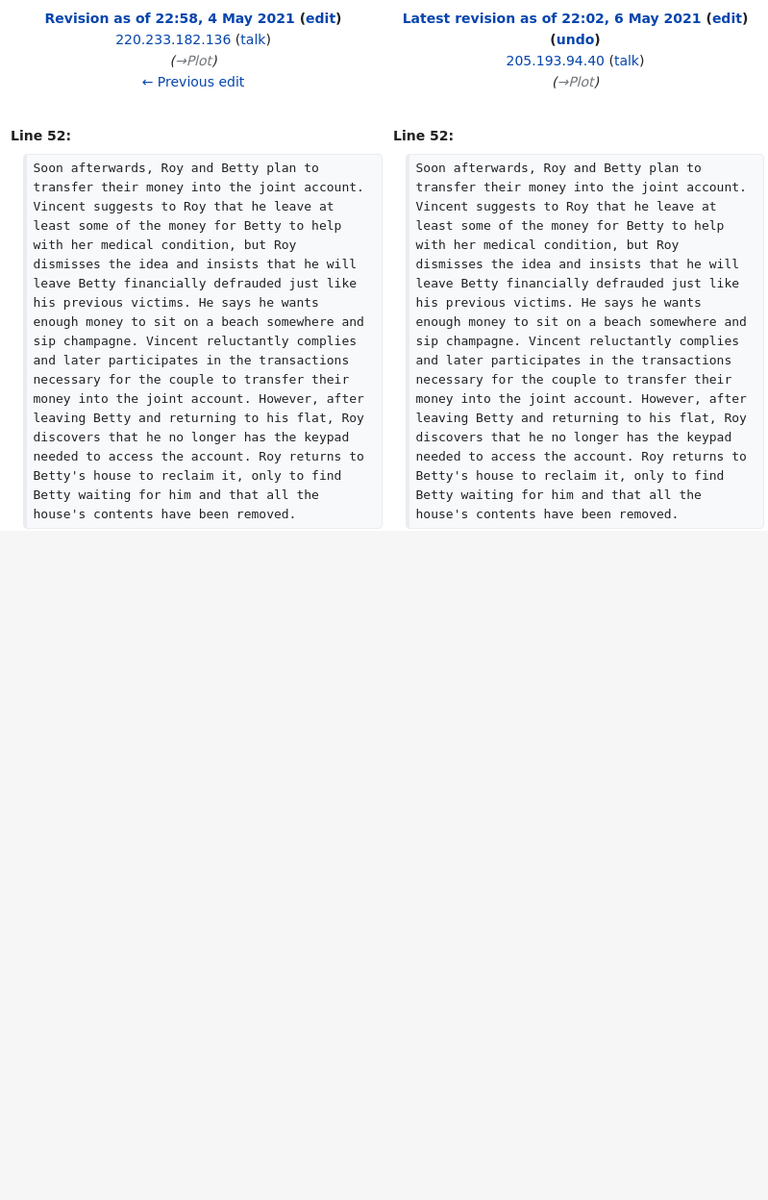 Revision as of 22:58, 4 May 2021 (edit)
220.233.182.136 (talk)
(→Plot)
← Previous edit
Latest revision as of 22:02, 6 May 2021 (edit)
(undo)
205.193.94.40 (talk)
(→Plot)
Line 52:
Soon afterwards, Roy and Betty plan to
transfer their money into the joint account.
Vincent suggests to Roy that he leave at
least some of the money for Betty to help
with her medical condition, but Roy
dismisses the idea and insists that he will
leave Betty financially defrauded just like
his previous victims. He says he wants
enough money to sit on a beach somewhere and
sip champagne. Vincent reluctantly complies
and later participates in the transactions
necessary for the couple to transfer their
money into the joint account. However, after
leaving Betty and returning to his flat, Roy
discovers that he no longer has the keypad
needed to access the account. Roy returns to
Betty's house to reclaim it, only to find
Betty waiting for him and that all the
house's contents have been removed.
Line 52:
Soon afterwards, Roy and Betty plan to
transfer their money into the joint account.
Vincent suggests to Roy that he leave at
least some of the money for Betty to help
with her medical condition, but Roy
dismisses the idea and insists that he will
leave Betty financially defrauded just like
his previous victims. He says he wants
enough money to sit on a beach somewhere and
sip champagne. Vincent reluctantly complies
and later participates in the transactions
necessary for the couple to transfer their
money into the joint account. However, after
leaving Betty and returning to his flat, Roy
discovers that he no longer has the keypad
needed to access the account. Roy returns to
Betty's house to reclaim it, only to find
Betty waiting for him and that all the
house's contents have been removed.